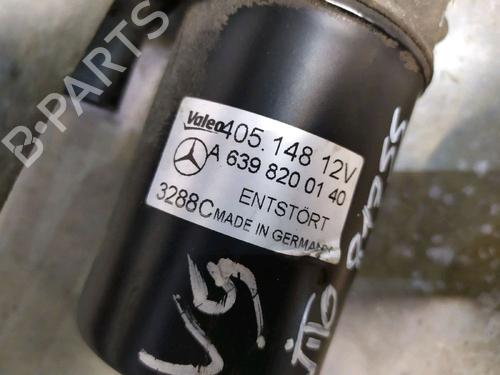 B-PARTS
Valeo 405.148 12V
A 639 820 01 40
ENTSTÖRT
3288C MADE IN GERMANY